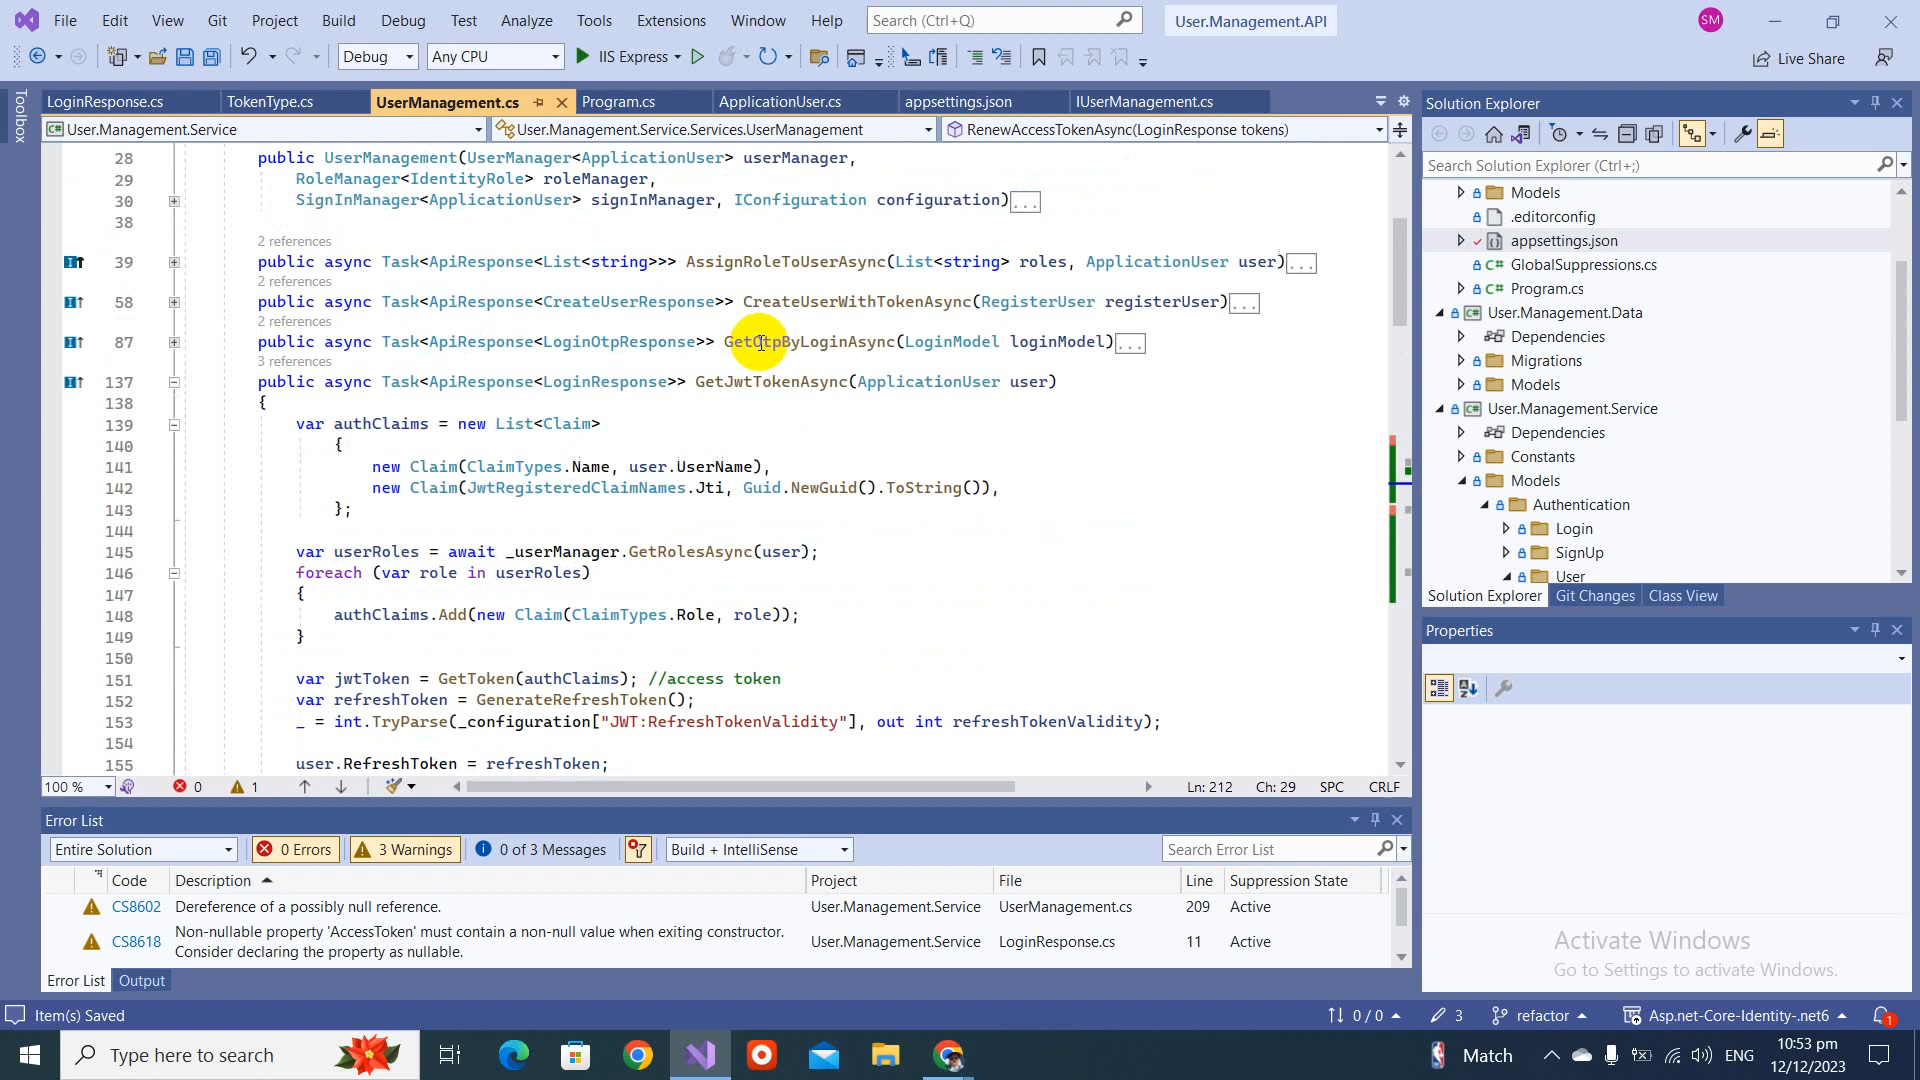 File Edit View Git Project Build Debug Test Analyze Tools Extensions Window Help Search (Ctrl+Q) User.Management.API SM
Debug Any CPU IIS Express Live Share
Toolbox
LoginResponse.cs TokenType.cs UserManagement.cs Program.cs ApplicationUser.cs appsettings.json IUserManagement.cs
User.Management.Service User.Management.Service.Services.UserManagement RenewAccessTokenAsync(LoginResponse tokens)
28 public UserManagement(UserManager<ApplicationUser> userManager,
29 RoleManager<IdentityRole> roleManager,
30 SignInManager<ApplicationUser> signInManager, IConfiguration configuration)...
38
2 references
39 public async Task<ApiResponse<List<string>>> AssignRoleToUserAsync(List<string> roles, ApplicationUser user)...
2 references
58 public async Task<ApiResponse<CreateUserResponse>> CreateUserWithTokenAsync(RegisterUser registerUser)...
2 references
87 public async Task<ApiResponse<LoginOtpResponse>> GetOtpByLoginAsync(LoginModel loginModel)...
3 references
137 public async Task<ApiResponse<LoginResponse>> GetJwtTokenAsync(ApplicationUser user)
138 {
139 var authClaims = new List<Claim>
140 {
141 new Claim(ClaimTypes.Name, user.UserName),
142 new Claim(JwtRegisteredClaimNames.Jti, Guid.NewGuid().ToString()),
143 };
144
145 var userRoles = await _userManager.GetRolesAsync(user);
146 foreach (var role in userRoles)
147 {
148 authClaims.Add(new Claim(ClaimTypes.Role, role));
149 }
150
151 var jwtToken = GetToken(authClaims); //access token
152 var refreshToken = GenerateRefreshToken();
153 _ = int.TryParse(_configuration["JWT:RefreshTokenValidity"], out int refreshTokenValidity);
154
155 user.RefreshToken = refreshToken;
100 % 0 1 Ln: 212 Ch: 29 SPC CRLF
Error List
Entire Solution 0 Errors 3 Warnings 0 of 3 Messages Build + IntelliSense Search Error List
Code Description Project File Line Suppression State
CS8602 Dereference of a possibly null reference. User.Management.Service UserManagement.cs 209 Active
CS8618 Non-nullable property 'AccessToken' must contain a non-null value when exiting constructor. User.Management.Service LoginResponse.cs 11 Active
Consider declaring the property as nullable.
Error List Output
Solution Explorer
Search Solution Explorer (Ctrl+;)
Models
.editorconfig
appsettings.json
GlobalSuppressions.cs
Program.cs
User.Management.Data
Dependencies
Migrations
Models
User.Management.Service
Dependencies
Constants
Models
Authentication
Login
SignUp
User
Solution Explorer Git Changes Class View
Properties
Activate Windows
Go to Settings to activate Windows.
Item(s) Saved 0 / 0 3 refactor Asp.net-Core-Identity-.net6 1
Type here to search Match ENG 10:53 pm
12/12/2023